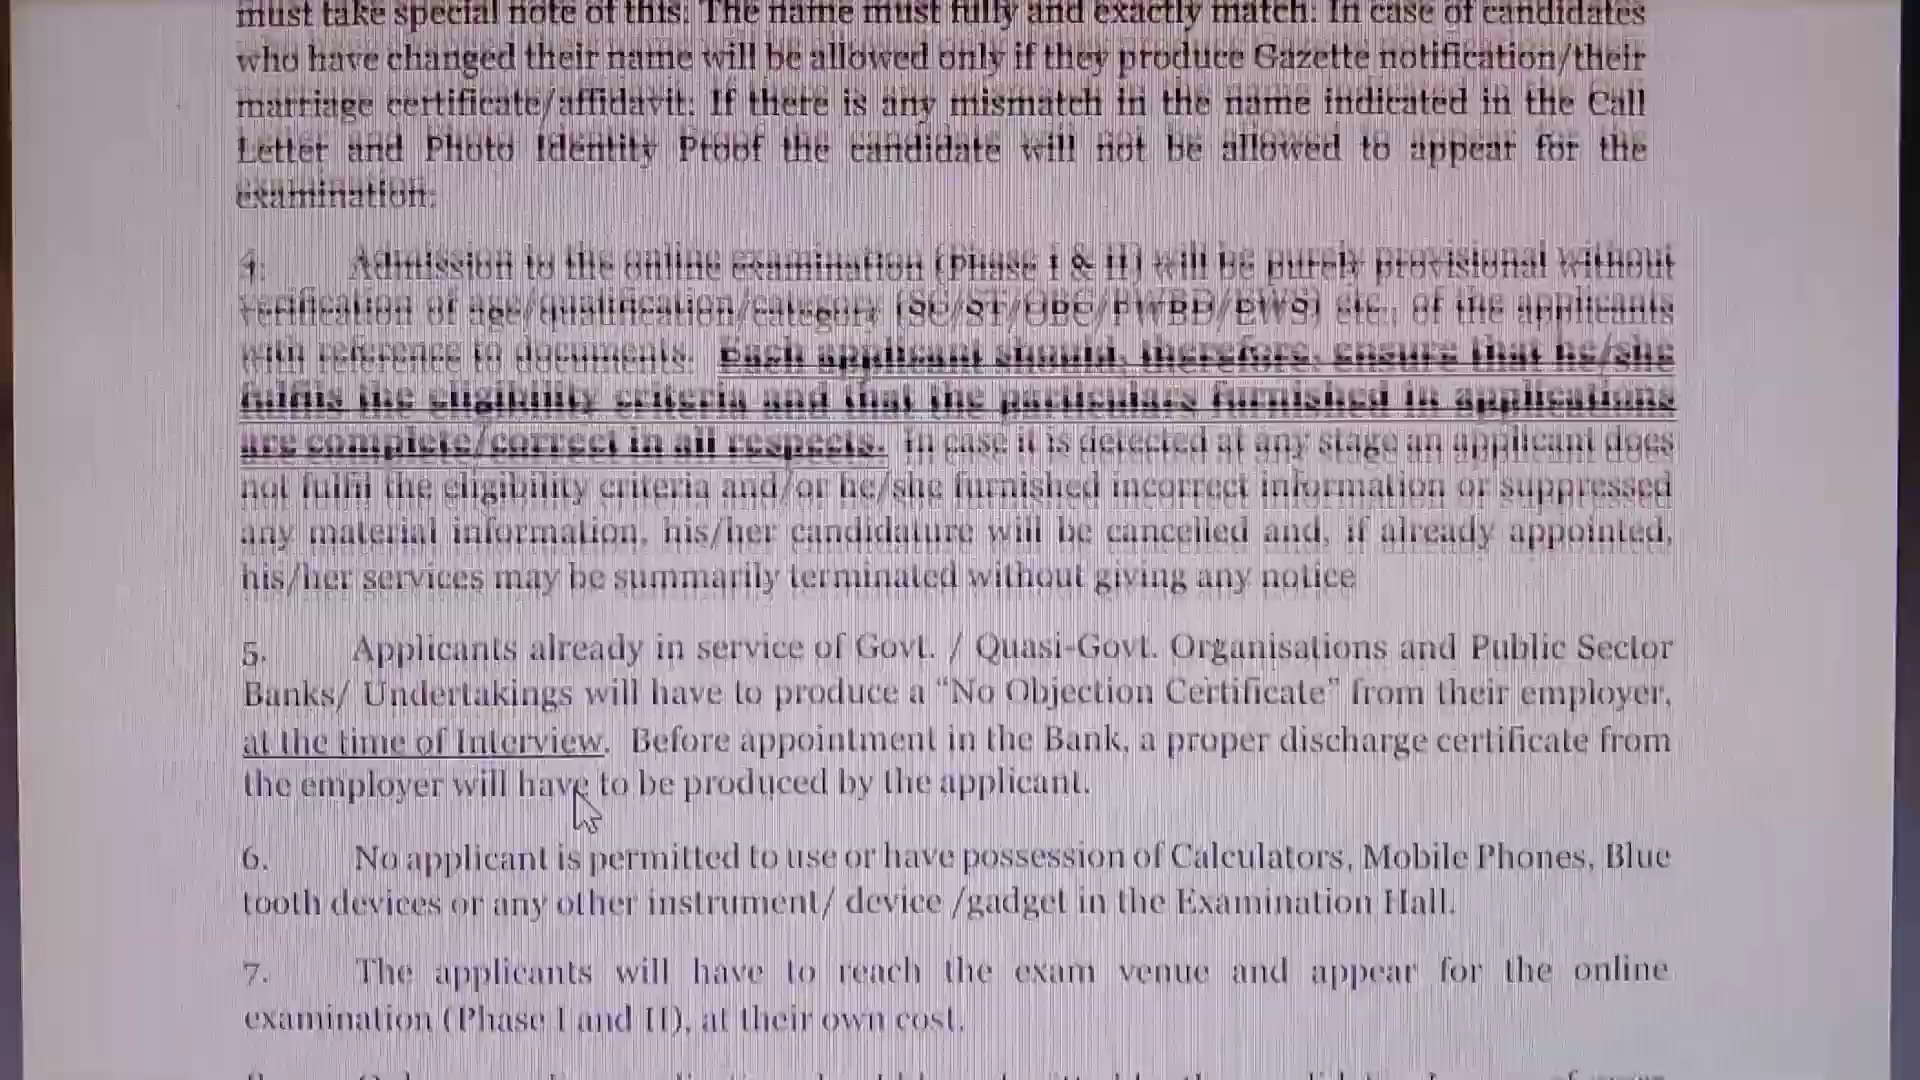 must take special note of this. The name must fully and exactly match. In case of candidates
who have changed their name will be allowed only if they produce Gazette notification/their
marriage certificate/affidavit. If there is any mismatch in the name indicated in the Call
Letter and Photo Identity Proof the candidate will not be allowed to appear for the
examination.
4. Admission to the online examination (Phase I & II) will be purely provisional without
verification of age/qualification/category (SC/ST/OBC/PWBD/EWS) etc., of the applicants
with reference to documents. Each applicant should, therefore, ensure that he/she
fulfils the eligibility criteria and that the particulars furnished in applications
are complete/correct in all respects. In case it is detected at any stage an applicant does
not fulfil the eligibility criteria and/or he/she furnished incorrect information or suppressed
any material information, his/her candidature will be cancelled and, if already appointed,
his/her services may be summarily terminated without giving any notice
5. Applicants already in service of Govt. / Quasi-Govt. Organisations and Public Sector
Banks/ Undertakings will have to produce a “No Objection Certificate” from their employer,
at the time of Interview. Before appointment in the Bank, a proper discharge certificate from
the employer will have to be produced by the applicant.
6. No applicant is permitted to use or have possession of Calculators, Mobile Phones, Blue
tooth devices or any other instrument/ device /gadget in the Examination Hall.
7. The applicants will have to reach the exam venue and appear for the online
examination (Phase I and II), at their own cost.